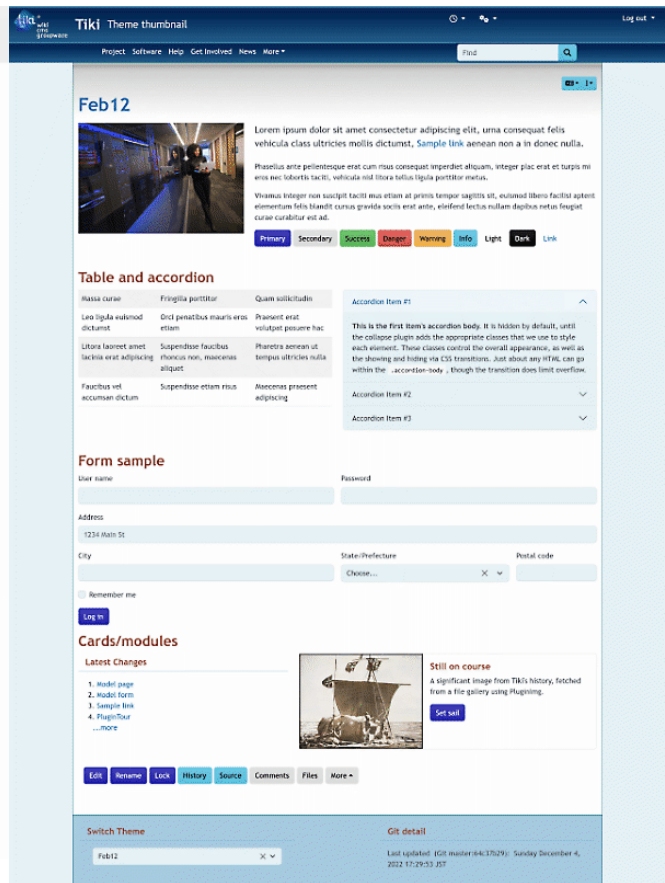 tiki wiki cms groupware
Tiki Theme thumbnail
Log out
Project Software Help Get Involved News More
Find
Feb12
Lorem ipsum dolor sit amet consectetur adipiscing elit, urna consequat felis
vehicula class ultricies mollis dictumst, Sample link aenean non a in donec nulla.
Phasellus ante pellentesque erat cum risus consequat imperdiet aliquam, integer plac erat et turpis mi
eros nec lobortis taciti, vehicula nisl litora tellus ligula porttitor metus.
Vivamus integer non suscipit taciti mus etiam at primis tempor sagittis sit, euismod libero facilisi aptent
elementum felis blandit cursus gravida sociis erat ante, eleifend lectus nullam dapibus netus feugiat
curae curabitur est ad.
Primary Secondary Success Danger Warning Info Light Dark Link
Table and accordion
Massa curae Fringilla porttitor Quam sollicitudin
Leo ligula euismod Orci penatibus mauris eros Praesent erat
dictumst etiam volutpat posuere hac
Litora laoreet amet Suspendisse faucibus Pharetra aenean ut
lacinia erat adipiscing rhoncus non, maecenas tempus ultricies nulla
aliquet
Faucibus vel Suspendisse etiam risus Maecenas praesent
accumsan dictum adipiscing
Accordion Item #1
This is the first item's accordion body. It is hidden by default, until
the collapse plugin adds the appropriate classes that we use to style
each element. These classes control the overall appearance, as well as
the showing and hiding via CSS transitions. Just about any HTML can go
within the .accordion-body , though the transition does limit overflow.
Accordion Item #2
Accordion Item #3
Form sample
User name Password
Address
1234 Main St
City State/Prefecture Postal code
Choose...
Remember me
Log in
Cards/modules
Latest Changes
1. Model page
2. Model form
3. Sample link
4. PluginTour
...more
Still on course
A significant image from Tiki's history, fetched
from a file gallery using PluginImg.
Set sail
Edit Rename Lock History Source Comments Files More
Switch Theme
Feb12
Git detail
Last updated (Git master:64c37b29): Sunday December 4,
2022 17:29:53 JST